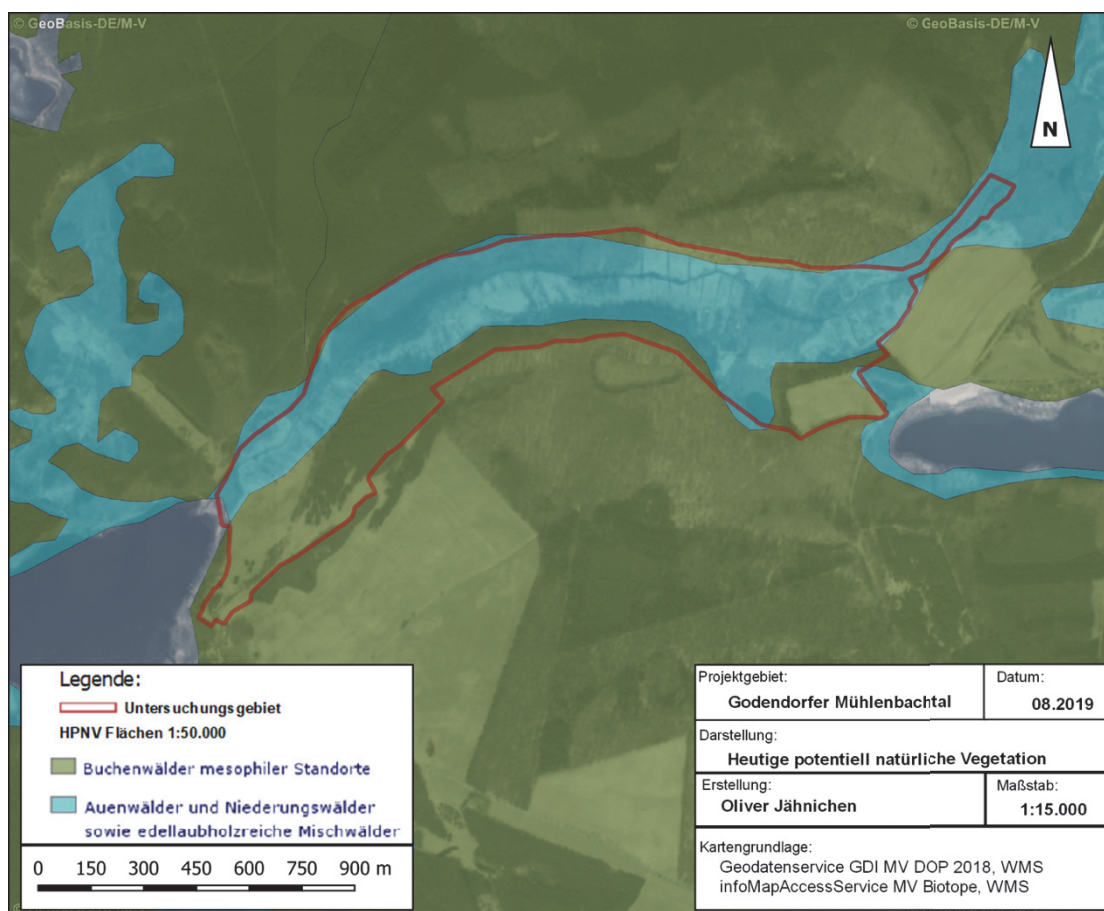 © GeoBasis-DE/M-V
© GeoBasis-DE/M-V
N
Legende:
Untersuchungsgebiet
HPNV Flächen 1:50.000
Buchenwälder mesophiler Standorte
Auenwälder und Niederungswälder
sowie edellaubholzreiche Mischwälder
0 150 300 450 600 750 900 m
Projektgebiet:
Godendorfer Mühlenbachtal
Datum:
08.2019
Darstellung:
Heutige potentiell natürliche Vegetation
Erstellung:
Oliver Jähnichen
Maßstab:
1:15.000
Kartengrundlage:
Geodatenservice GDI MV DOP 2018, WMS
infoMapAccessService MV Biotope, WMS